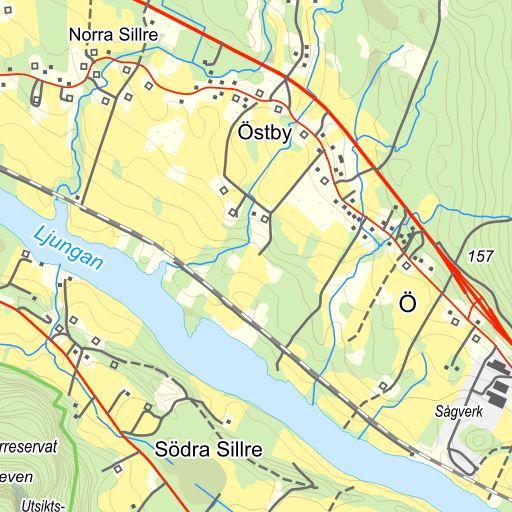 Norra Sillre
Östby
Ljungan
157
Ö
Sågverk
Södra Sillre
rreservat
even
Utsikts-